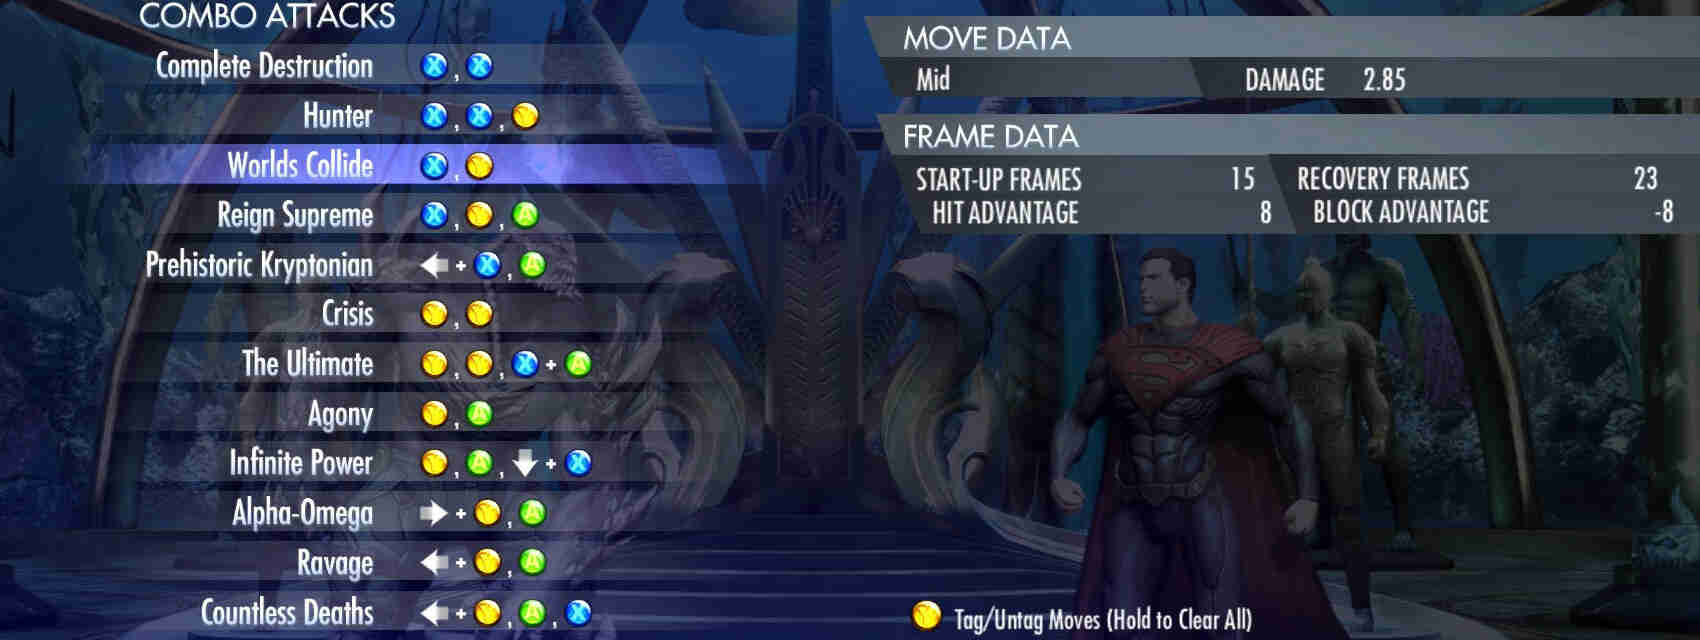 COMBO ATTACKS
Complete Destruction X , X
Hunter X , X , Y
Worlds Collide X , Y
Reign Supreme X , Y , A
Prehistoric Kryptonian ← + X , A
Crisis Y , Y
The Ultimate Y , Y , X + A
Agony Y , A
Infinite Power Y , A , ↓ + X
Alpha-Omega → + Y , A
Ravage ← + Y , A
Countless Deaths ← + Y , A , X
MOVE DATA
Mid DAMAGE 2.85
FRAME DATA
START-UP FRAMES 15 RECOVERY FRAMES 23
HIT ADVANTAGE 8 BLOCK ADVANTAGE -8
Y Tag/Untag Moves (Hold to Clear All)